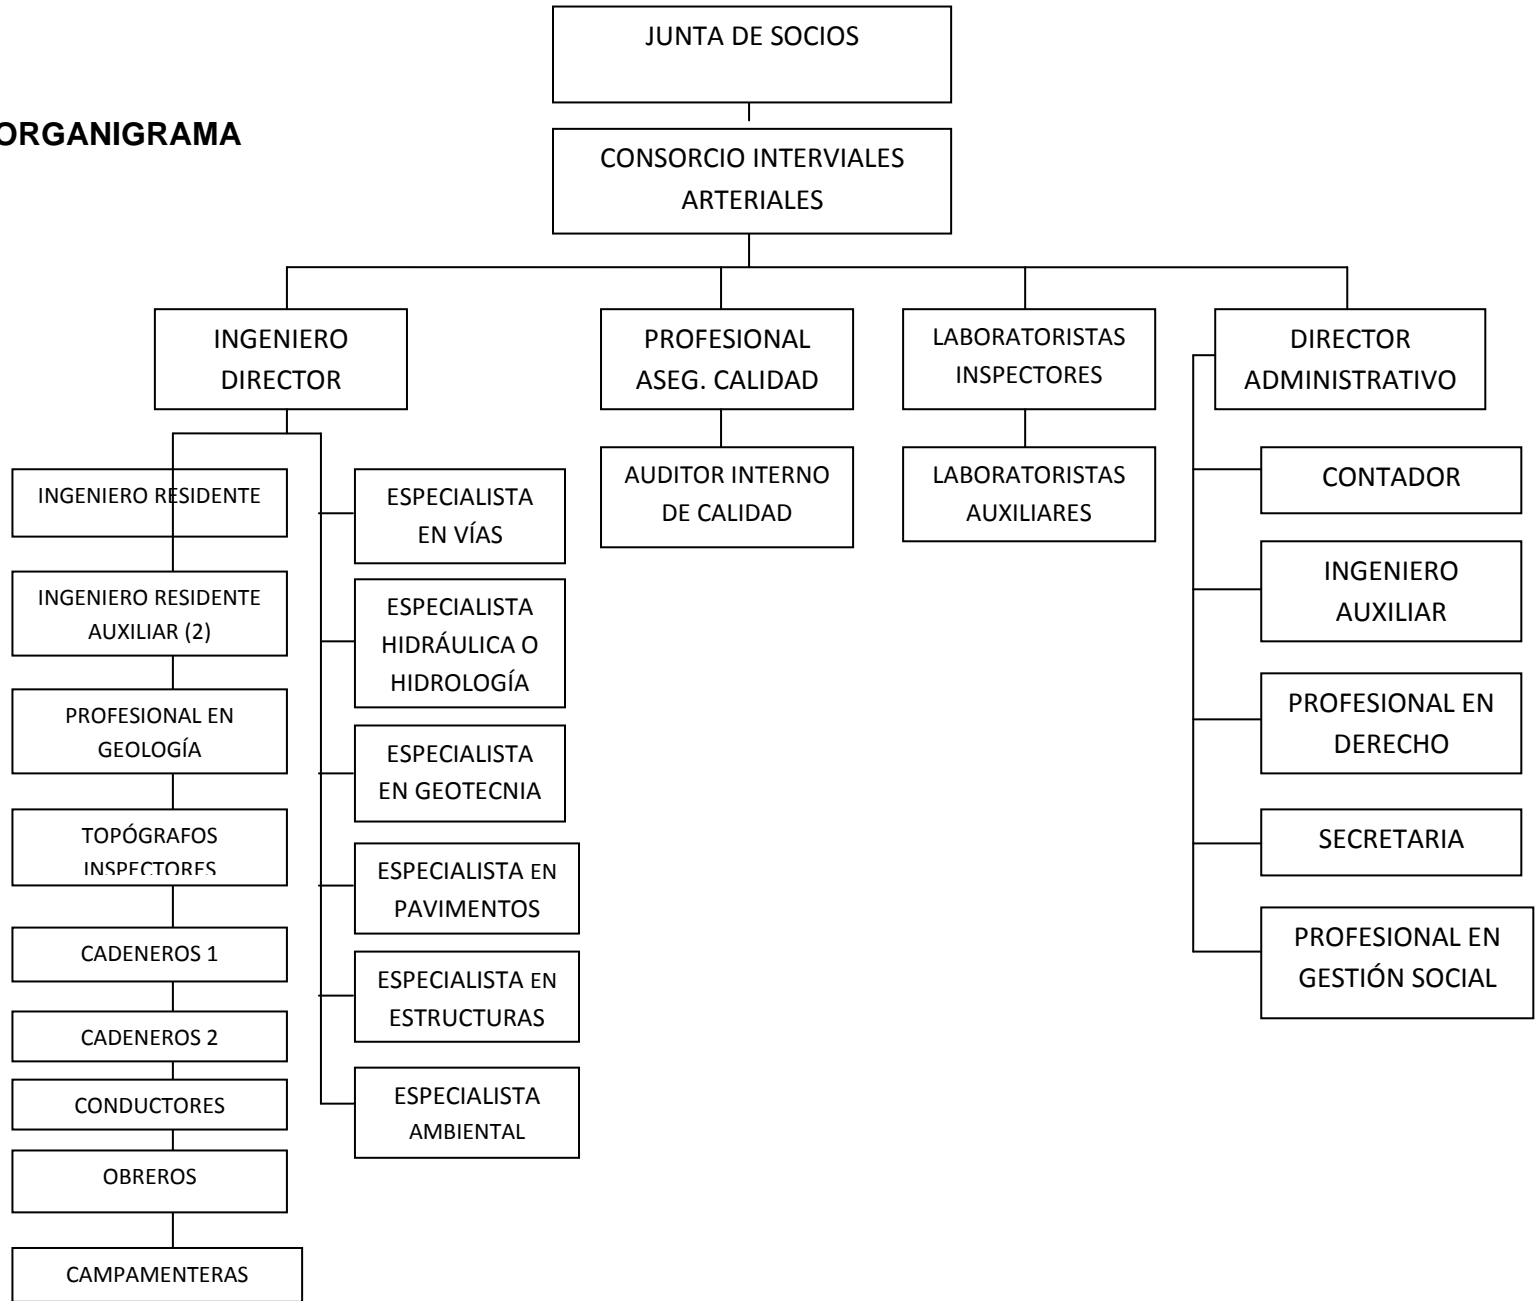 JUNTA DE SOCIOS
ORGANIGRAMA
CONSORCIO INTERVIALES
ARTERIALES
INGENIERO
DIRECTOR
PROFESIONAL
ASEG. CALIDAD
LABORATORISTAS
INSPECTORES
DIRECTOR
ADMINISTRATIVO
INGENIERO RESIDENTE
INGENIERO RESIDENTE
AUXILIAR (2)
PROFESIONAL EN
GEOLOGÍA
TOPÓGRAFOS
INSPECTORES
CADENEROS 1
CADENEROS 2
CONDUCTORES
OBREROS
CAMPAMENTERAS
ESPECIALISTA
EN VÍAS
ESPECIALISTA
HIDRÁULICA O
HIDROLOGÍA
ESPECIALISTA
EN GEOTECNIA
ESPECIALISTA EN
PAVIMENTOS
ESPECIALISTA EN
ESTRUCTURAS
ESPECIALISTA
AMBIENTAL
AUDITOR INTERNO
DE CALIDAD
LABORATORISTAS
AUXILIARES
CONTADOR
INGENIERO
AUXILIAR
PROFESIONAL EN
DERECHO
SECRETARIA
PROFESIONAL EN
GESTIÓN SOCIAL